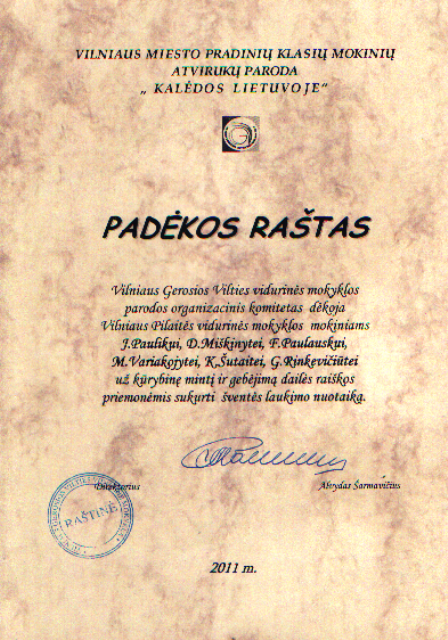 VILNIAUS MIESTO PRADINIŲ KLASIŲ MOKINIŲ
ATVIRUKŲ PARODA
„ KALĖDOS LIETUVOJE“
PADĖKOS RAŠTAS
Vilniaus Gerosios Vilties vidurinės mokyklos
parodos organizacinis komitetas dėkoja
Vilniaus Pilaitės vidurinės mokyklos mokiniams
J.Paulikui, D.Miškinytei, F.Paulauskui,
M.Variakojytei, K.Šutaitei, G.Rinkevičiūtei
už kūrybinę mintį ir gebėjimą dailės raiškos
priemonėmis sukurti šventės laukimo nuotaiką.
Direktorius
Šarmavičius
RAŠTINĖ
2011 m.